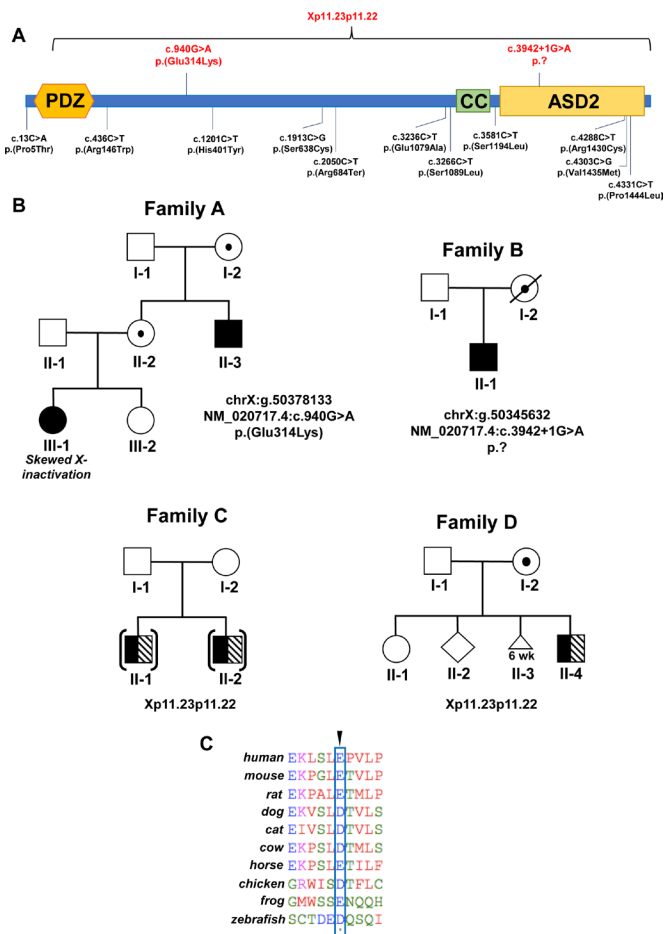 Xp11.23p11.22
A
c.940G>A
p.(Glu314Lys)
c.3942+1G>A
p.?
PDZ
CC
ASD2
c.13C>A
p.(Pro5Thr)
c.436C>T
p.(Arg146Trp)
c.1201C>T
p.(His401Tyr)
c.1913C>G
p.(Ser638Cys)
c.2050C>T
p.(Arg684Ter)
c.3236C>T
p.(Glu1079Ala)
c.3266C>T
p.(Ser1089Leu)
c.3581C>T
p.(Ser1194Leu)
c.4288C>T
p.(Arg1430Cys)
c.4303C>G
p.(Val1435Met)
c.4331C>T
p.(Pro1444Leu)
B
Family A
I-1
I-2
II-1
II-2
II-3
III-1
III-2
Skewed X-
inactivation
chrX:g.50378133
NM_020717.4:c.940G>A
p.(Glu314Lys)
Family B
I-1
I-2
II-1
chrX:g.50345632
NM_020717.4:c.3942+1G>A
p.?
Family C
I-1
I-2
II-1
II-2
Xp11.23p11.22
Family D
I-1
I-2
6 wk
II-1
II-2
II-3
II-4
Xp11.23p11.22
C
human EKLSLEPVLP
mouse EKPGLETVLP
rat EKPALETMLP
dog EKVSLDTVLS
cat EIVSLDTVLP
cow EKPSLDTMLS
horse EKPSLETILF
chicken GRWISDTFLC
frog GMWSSENQQH
zebrafish SCTDEDQSQI